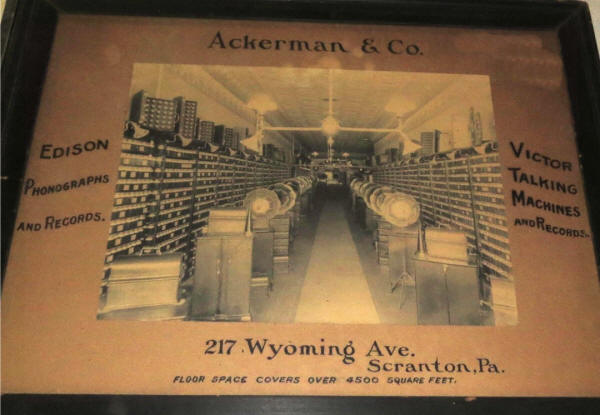 Ackerman & Co.
Edison
Phonographs
and Records.
Victor
Talking
Machines
and Records.
217 Wyoming Ave.
Scranton, Pa.
Floor space covers over 4500 square feet.